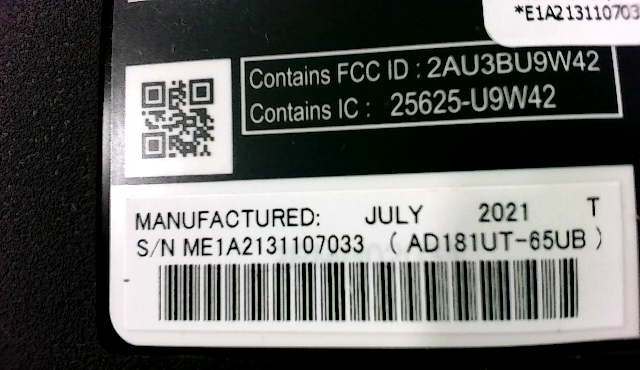 *E1A213110703
Contains FCC ID : 2AU3BU9W42
Contains IC : 25625-U9W42
MANUFACTURED: JULY 2021 T
S/N ME1A2131107033 ( AD181UT-65UB )